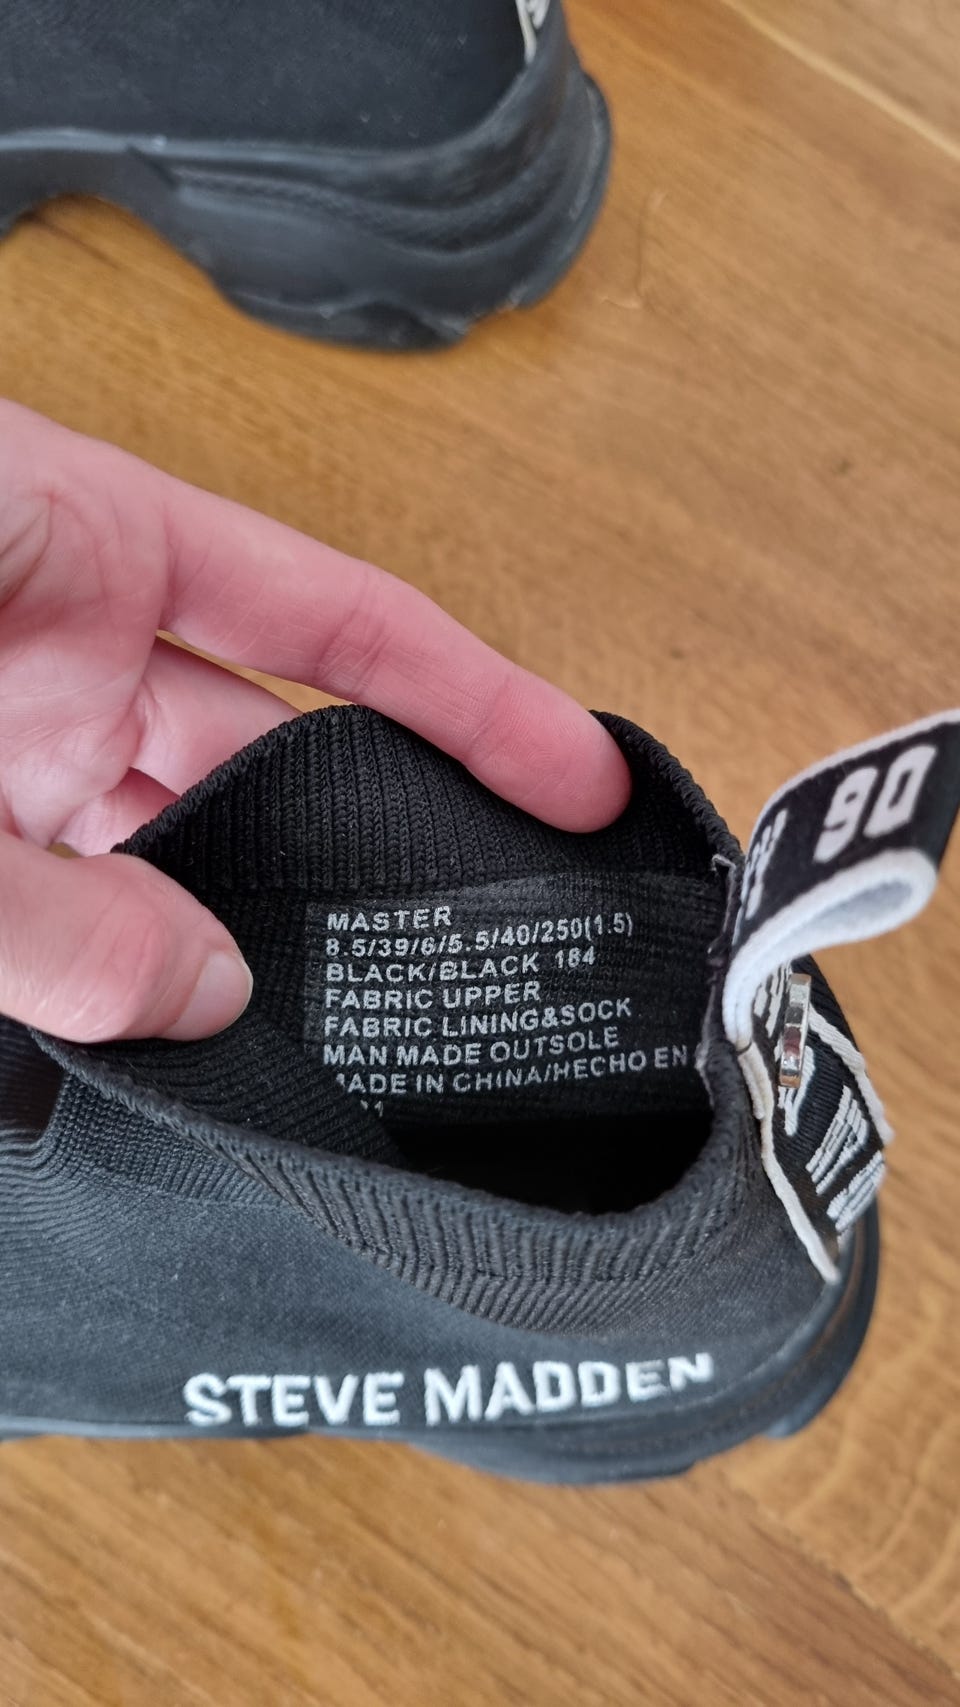 90
MASTER
8.5/39/6/5.5/40/250(1.5)
BLACK/BLACK 184
FABRIC UPPER
FABRIC LINING&SOCK
MAN MADE OUTSOLE
MADE IN CHINA/HECHO EN
STEVE MADDEN